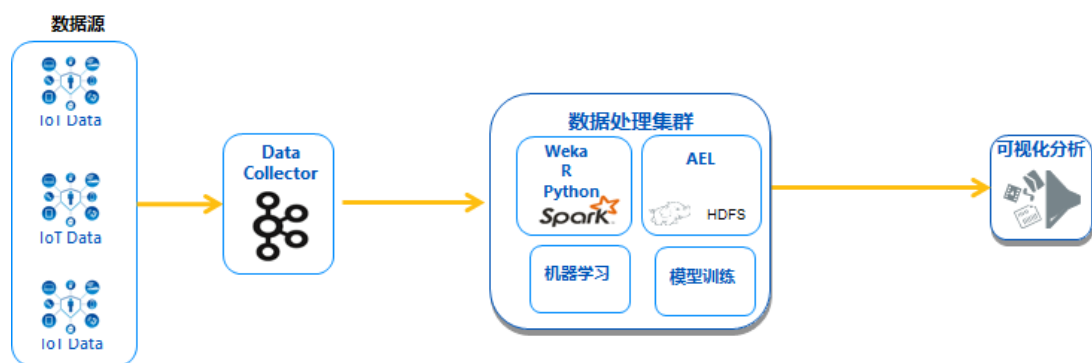 数据源
IoT Data
IoT Data
IoT Data
Data
Collector
数据处理集群
Weka
R
Python
Spark
AEL
HDFS
机器学习
模型训练
可视化分析